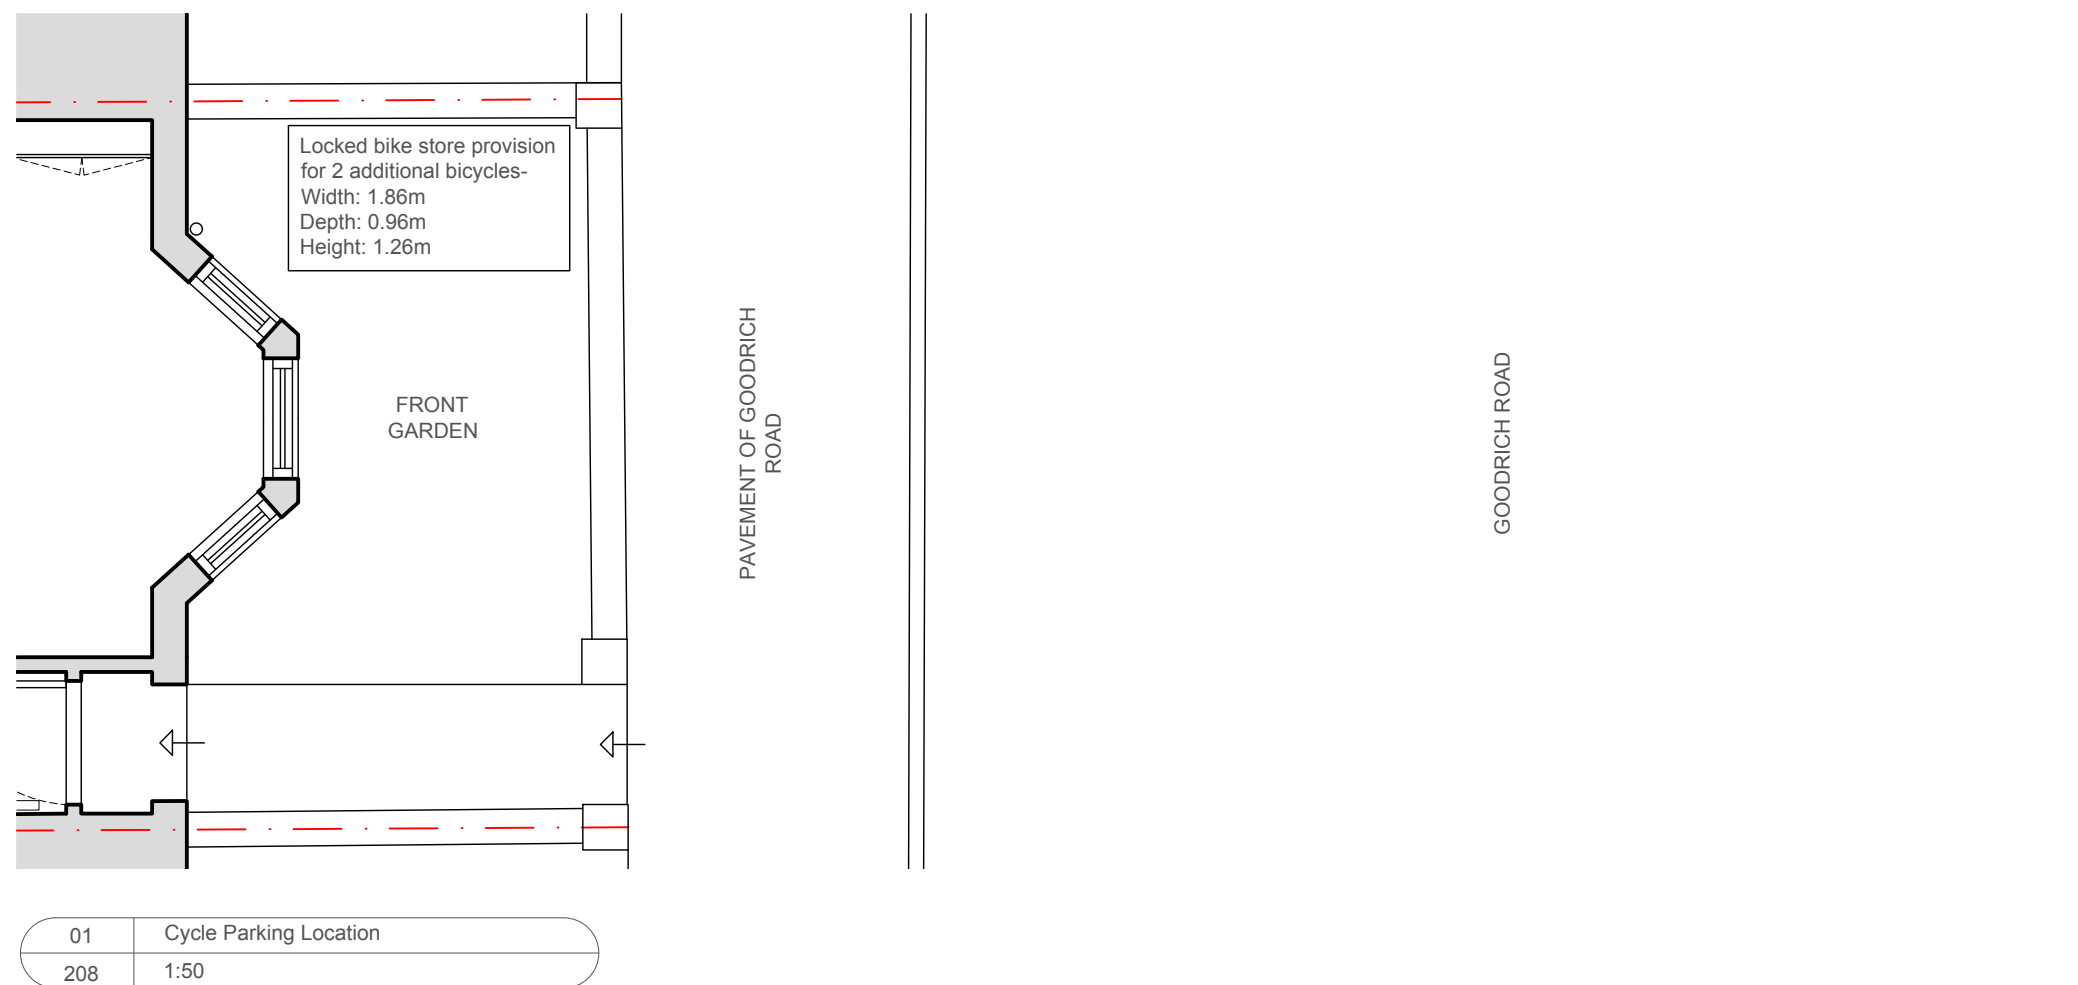 Locked bike store provision
for 2 additional bicycles-
Width: 1.86m
Depth: 0.96m
Height: 1.26m
FRONT
GARDEN
PAVEMENT OF GOODRICH
ROAD
GOODRICH ROAD
01
Cycle Parking Location
208
1:50